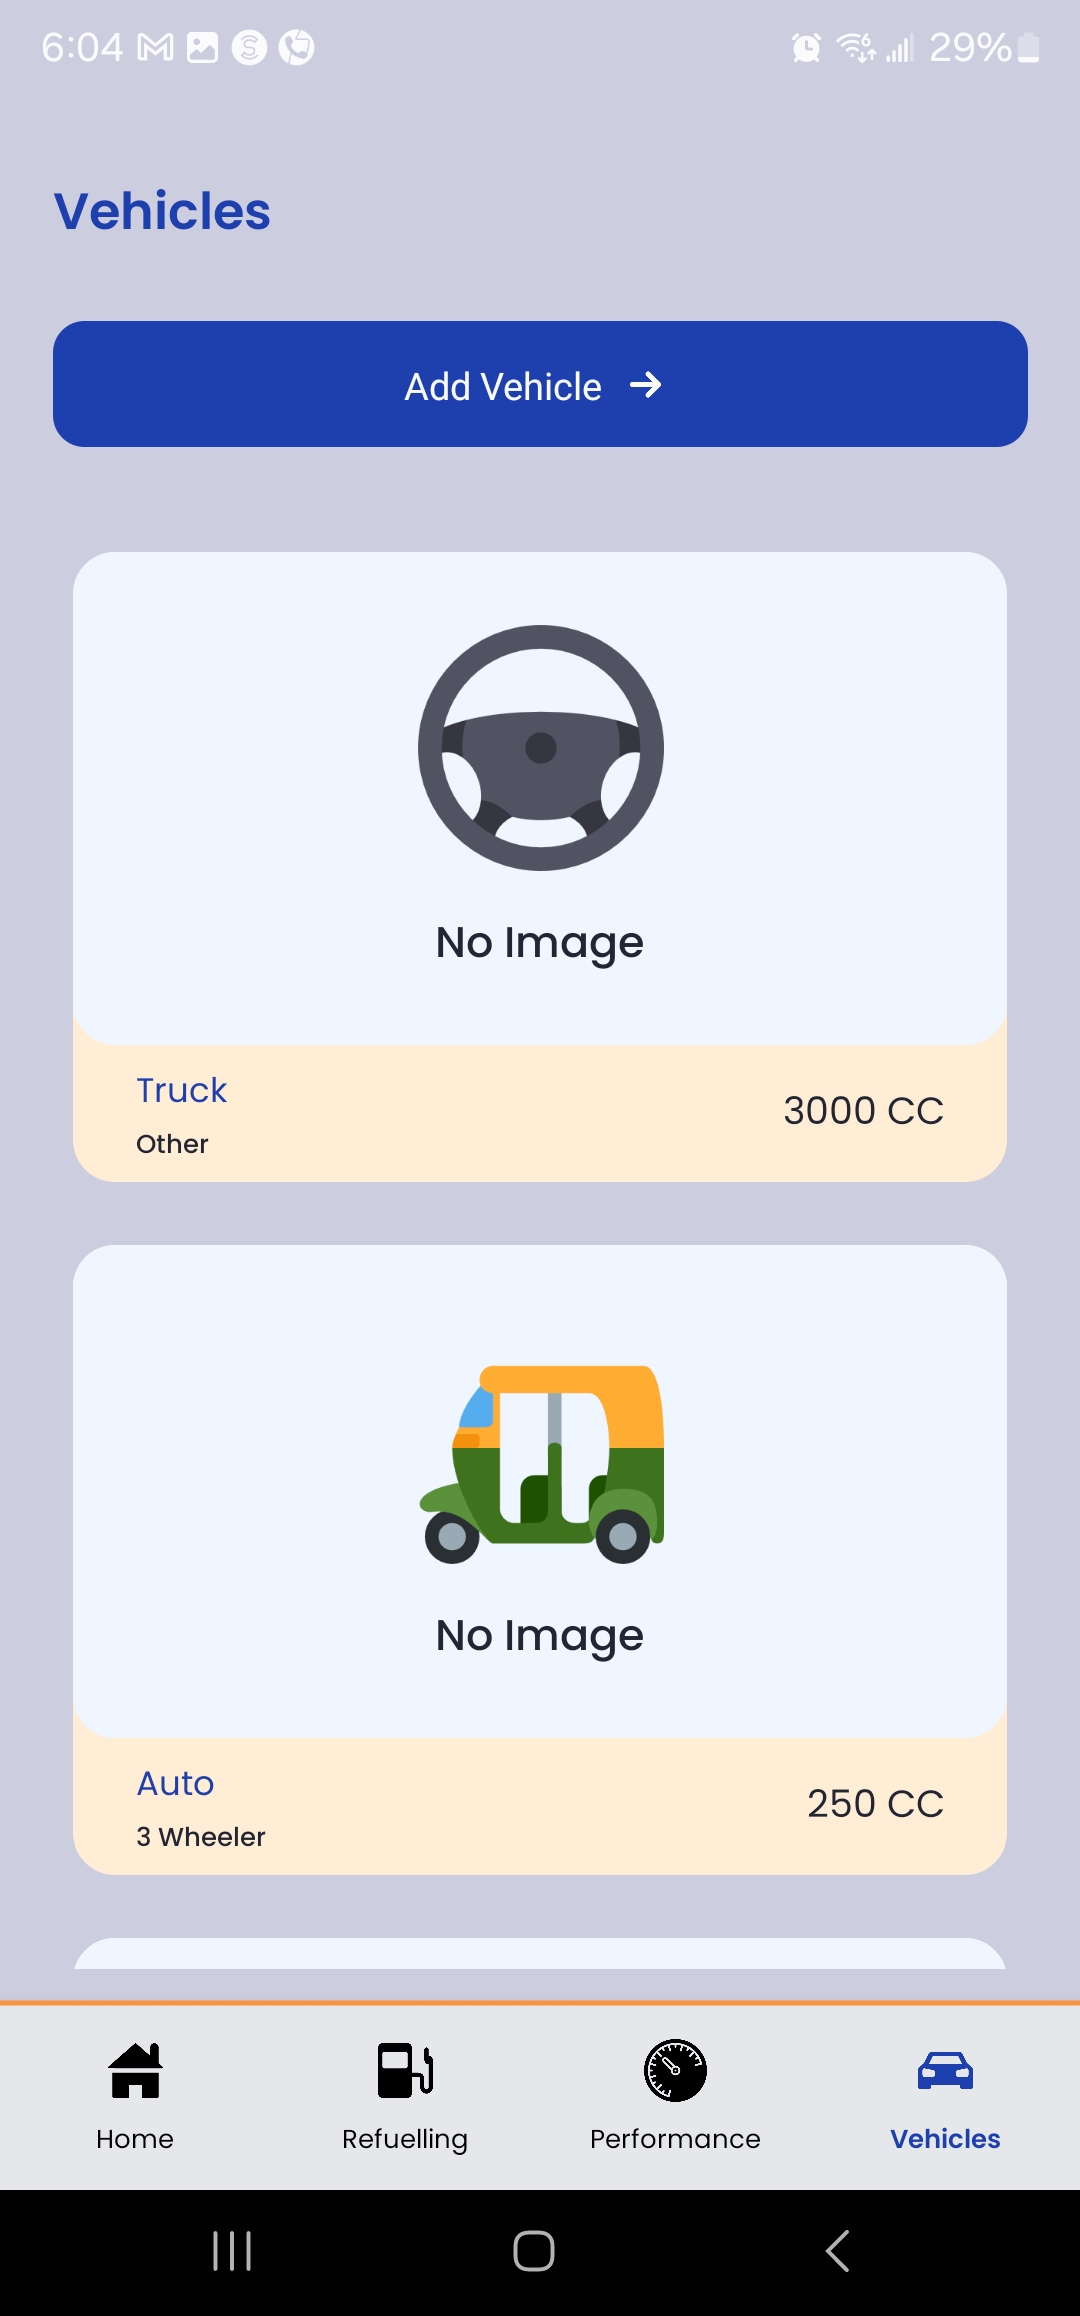 6:04
29%
Vehicles
Add Vehicle
No Image
Truck
Other
3000 CC
No Image
Auto
3 Wheeler
250 CC
Home
Refuelling
Performance
Vehicles